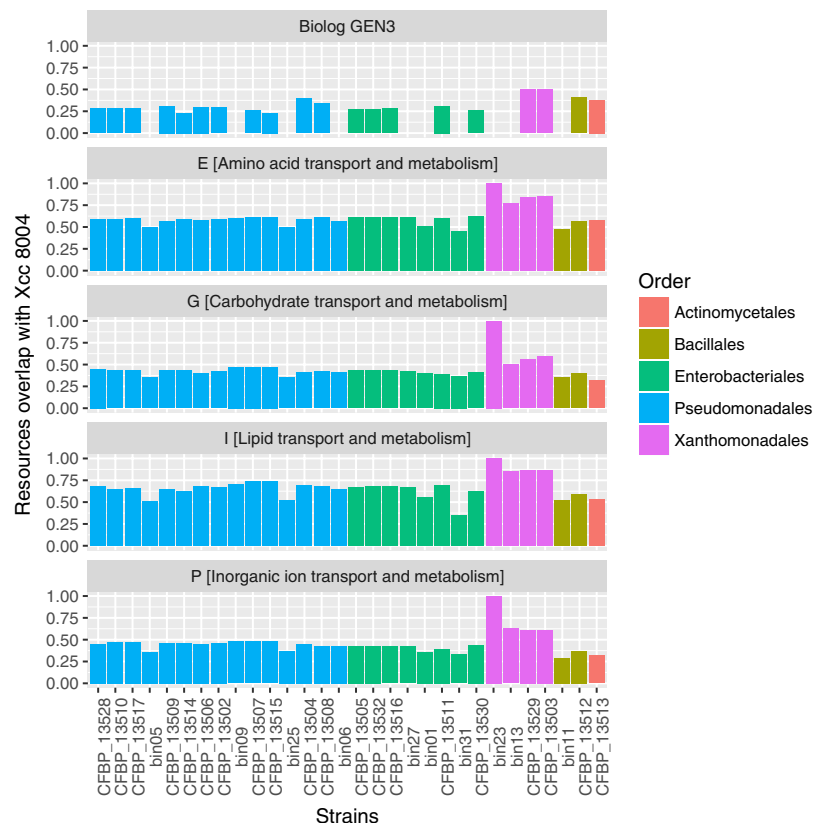 Biolog GEN3
1.00
0.75
0.50
0.25
0.00
E [Amino acid transport and metabolism]
1.00
0.75
0.50
0.25
0.00
G [Carbohydrate transport and metabolism]
1.00
0.75
0.50
0.25
0.00
I [Lipid transport and metabolism]
1.00
0.75
0.50
0.25
0.00
P [Inorganic ion transport and metabolism]
1.00
0.75
0.50
0.25
0.00
Resources overlap with Xcc 8004
CFBP_13528
CFBP_13510
CFBP_13517
bin05
CFBP_13509
CFBP_13514
CFBP_13506
CFBP_13502
bin09
CFBP_13507
CFBP_13515
bin25
CFBP_13504
CFBP_13508
bin06
CFBP_13505
CFBP_13532
CFBP_13516
bin27
bin01
CFBP_13511
bin31
CFBP_13530
bin23
bin13
CFBP_13529
CFBP_13503
bin11
CFBP_13512
CFBP_13513
Strains
Order
Actinomycetales
Bacillales
Enterobacteriales
Pseudomonadales
Xanthomonadales